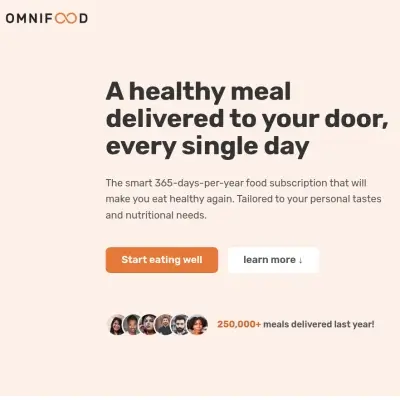 OMNIFOOD
A healthy meal
delivered to your door,
every single day
The smart 365-days-per-year food subscription that will
make you eat healthy again. Tailored to your personal tastes
and nutritional needs.
Start eating well
learn more ↓
250,000+ meals delivered last year!